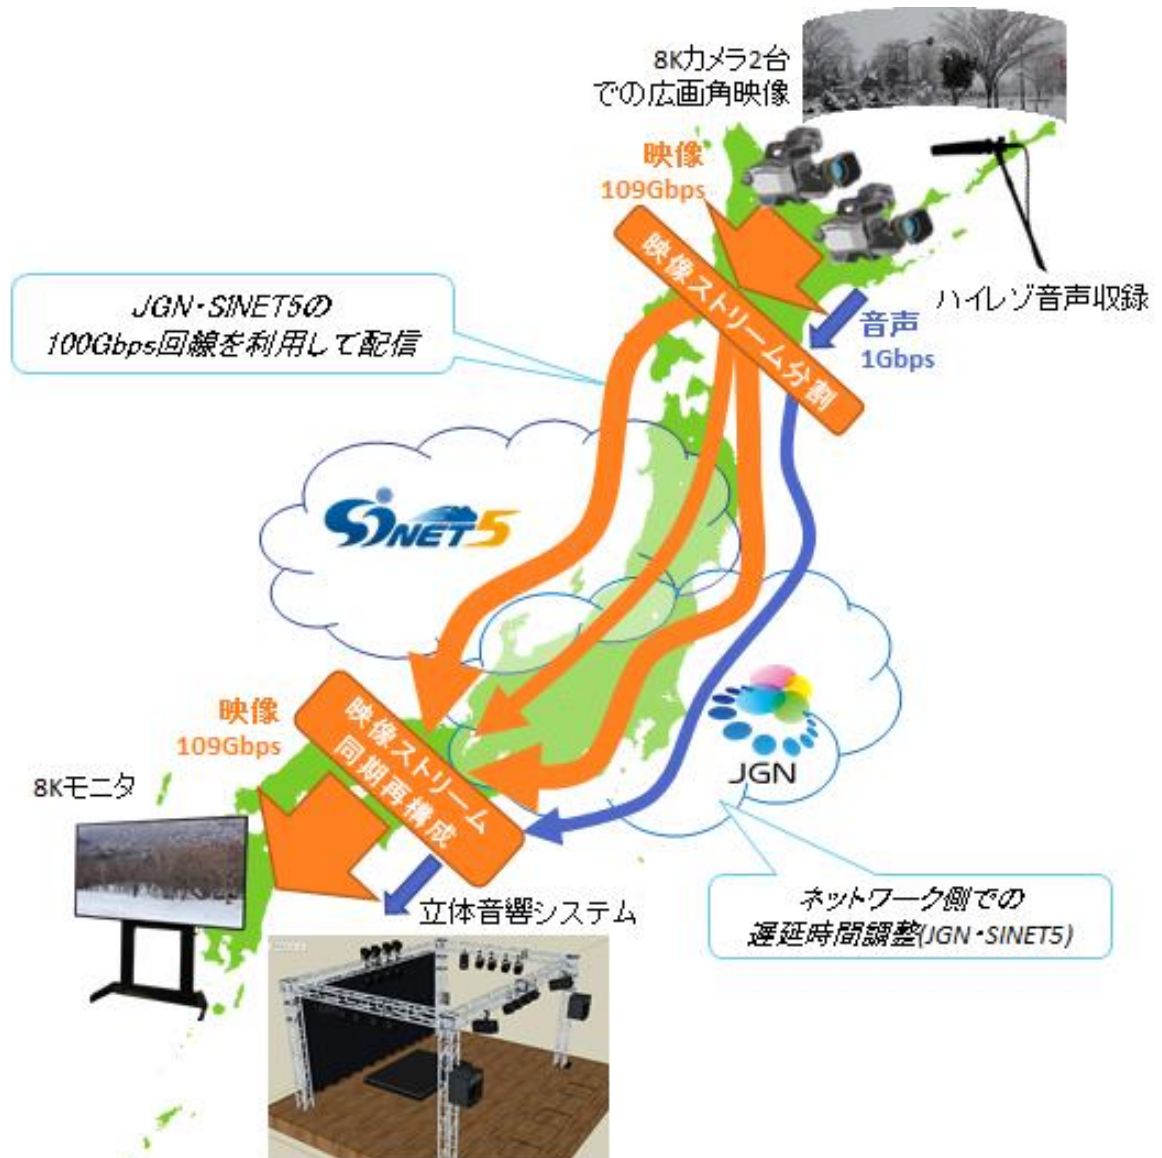 8Kカメラ2台
での広画角映像
映像
109Gbps
映像ストリーム分割
ハイレゾ音声収録
音声
1Gbps
JGN・SINET5の
100Gbps回線を利用して配信
SINET5
JGN
映像
109Gbps
映像ストリーム
同期再構成
8Kモニタ
立体音響システム
ネットワーク側での
遅延時間調整(JGN・SINET5)